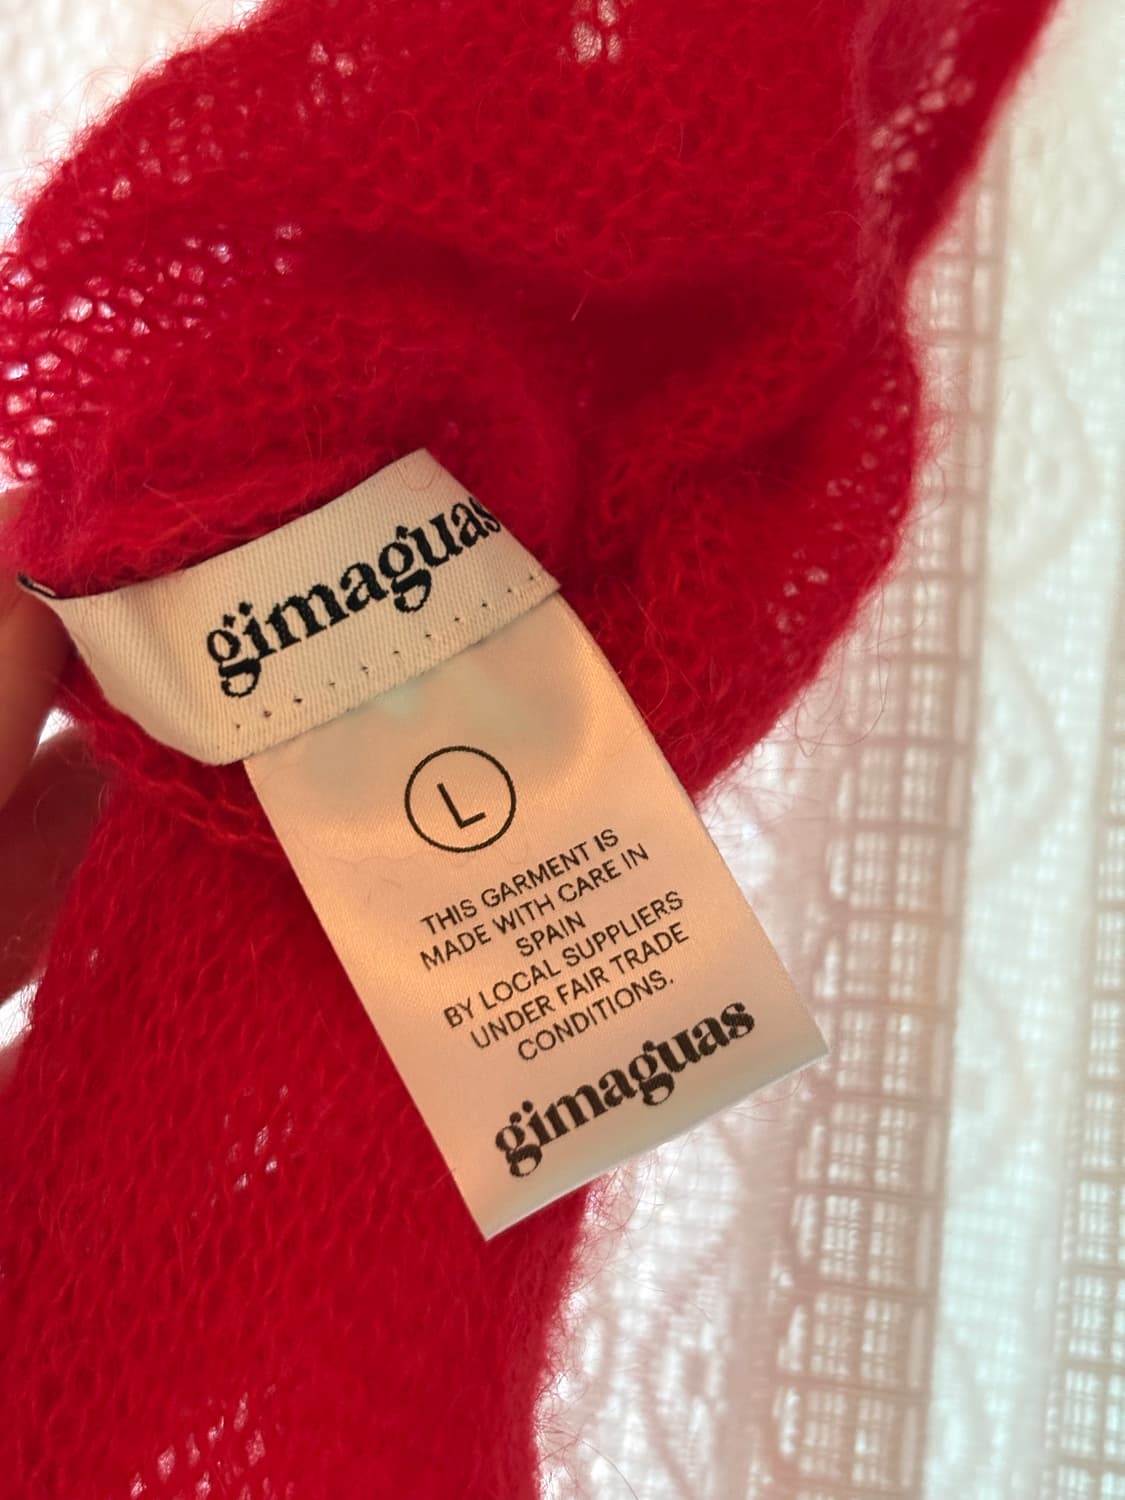 gimaguas
L
THIS GARMENT IS
MADE WITH CARE IN
SPAIN
BY LOCAL SUPPLIERS
UNDER FAIR TRADE
CONDITIONS.
gimaguas